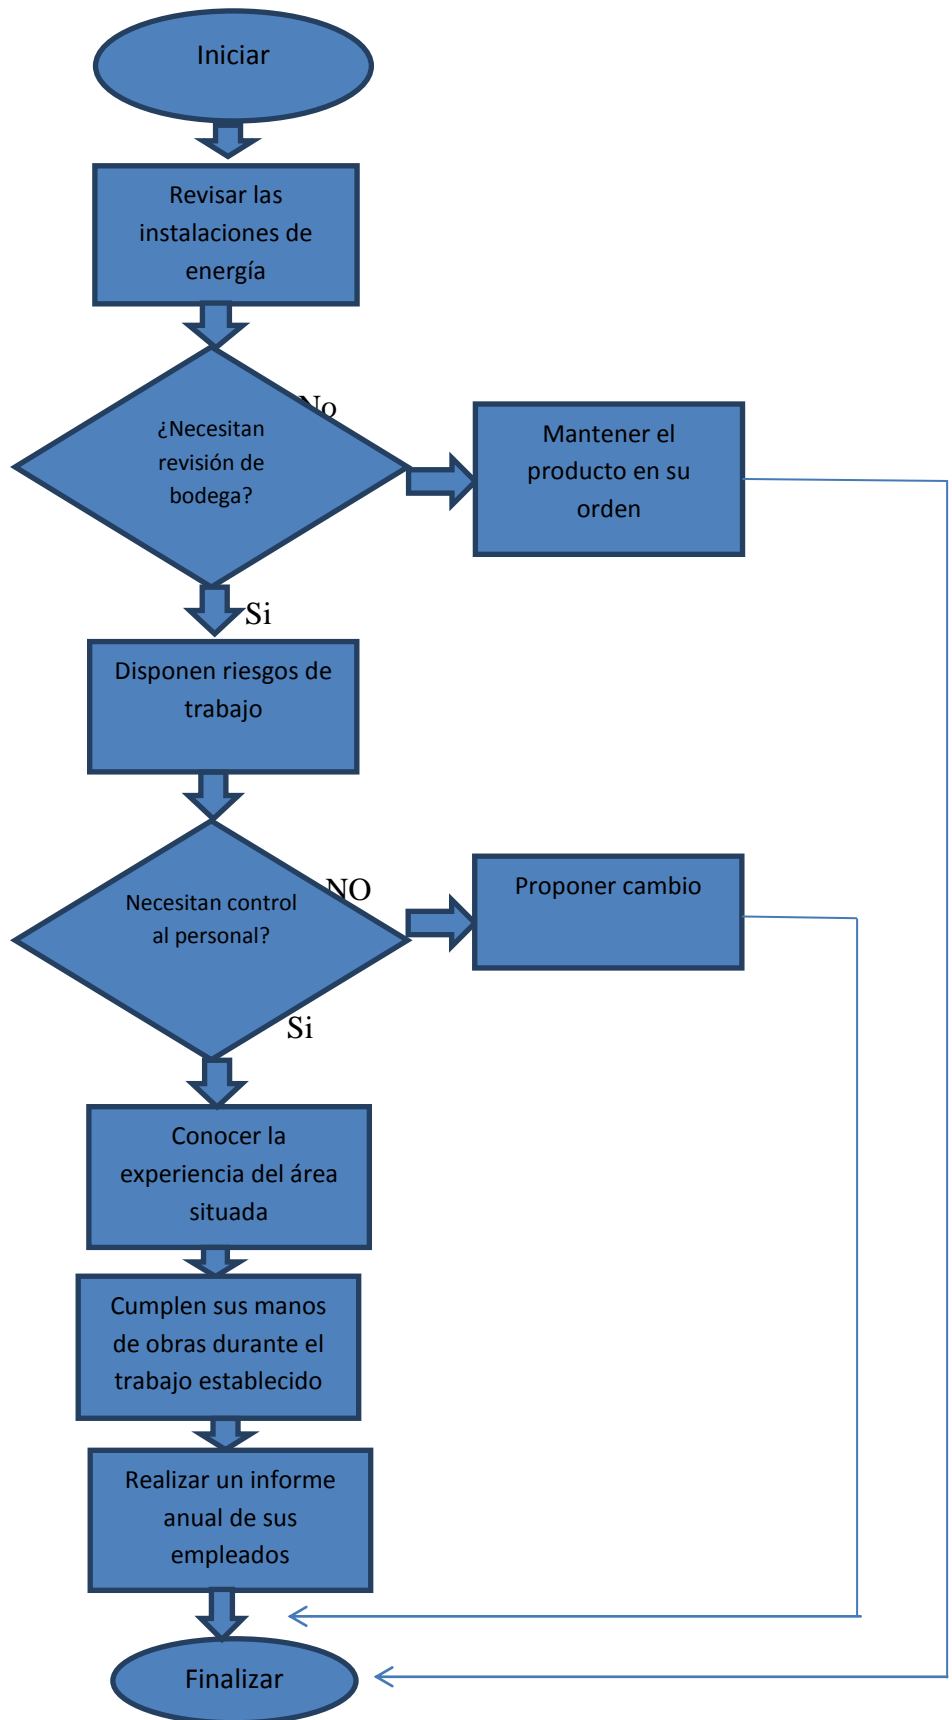 Iniciar
Revisar las
instalaciones de
energía
No
¿Necesitan
revisión de
bodega?
Mantener el
producto en su
orden
Si
Disponen riesgos de
trabajo
NO
Necesitan control
al personal?
Proponer cambio
Si
Conocer la
experiencia del área
situada
Cumplen sus manos
de obras durante el
trabajo establecido
Realizar un informe
anual de sus
empleados
Finalizar